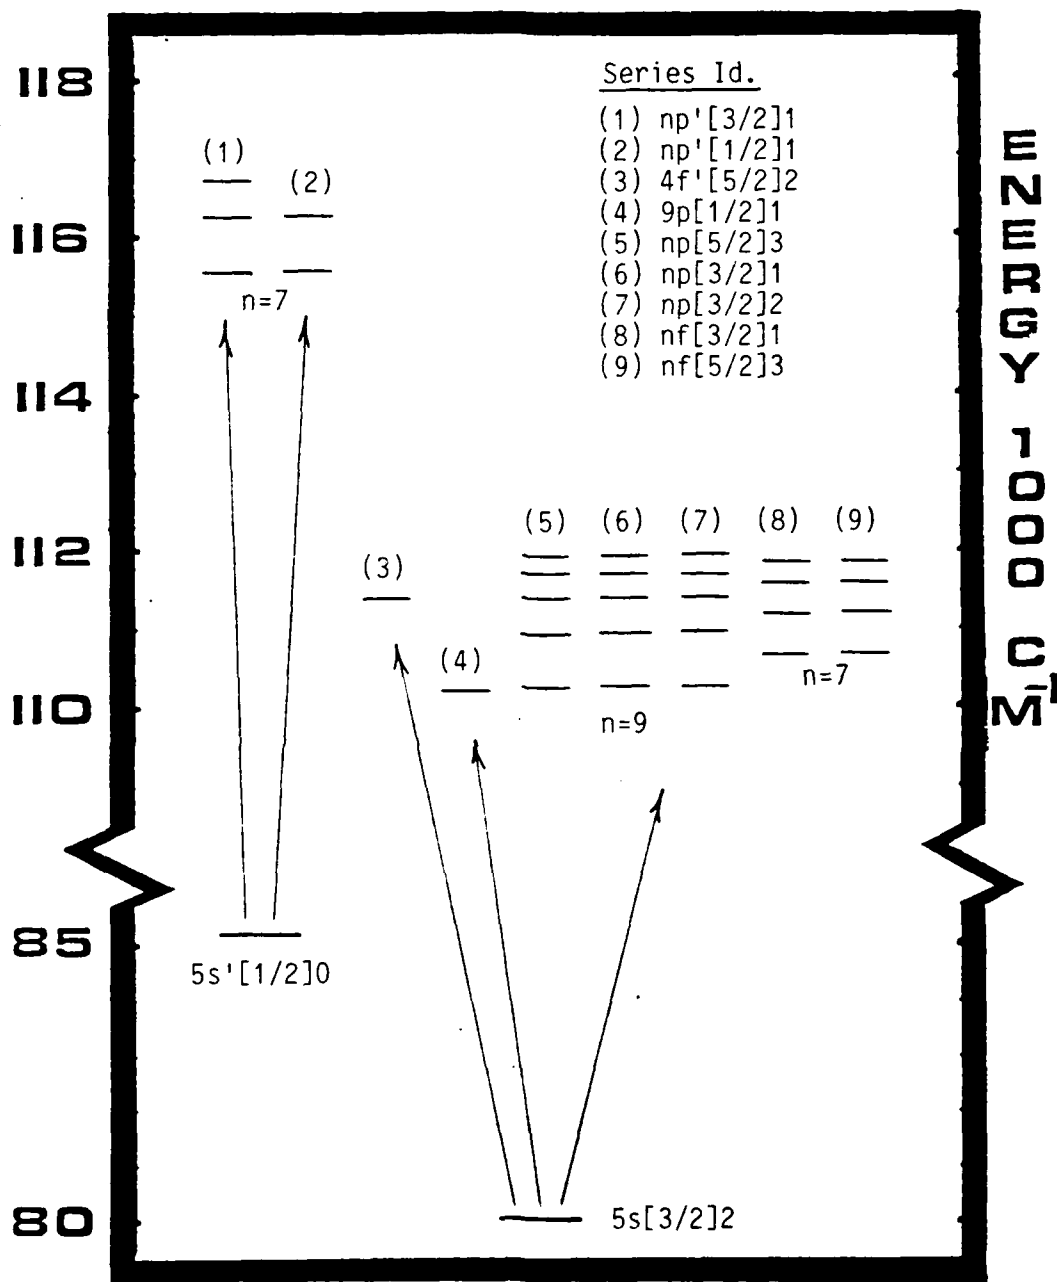 118
116
114
112
110
85
80
Series Id.
(1) np'[3/2]1
(2) np'[1/2]1
(3) 4f'[5/2]2
(4) 9p[1/2]1
(5) np[5/2]3
(6) np[3/2]1
(7) np[3/2]2
(8) nf[3/2]1
(9) nf[5/2]3
(1)
(2)
n=7
(3)
(4)
(5) (6) (7) (8) (9)
n=7
n=9
5s'[1/2]0
5s[3/2]2
ENERGY 1000 CM-1